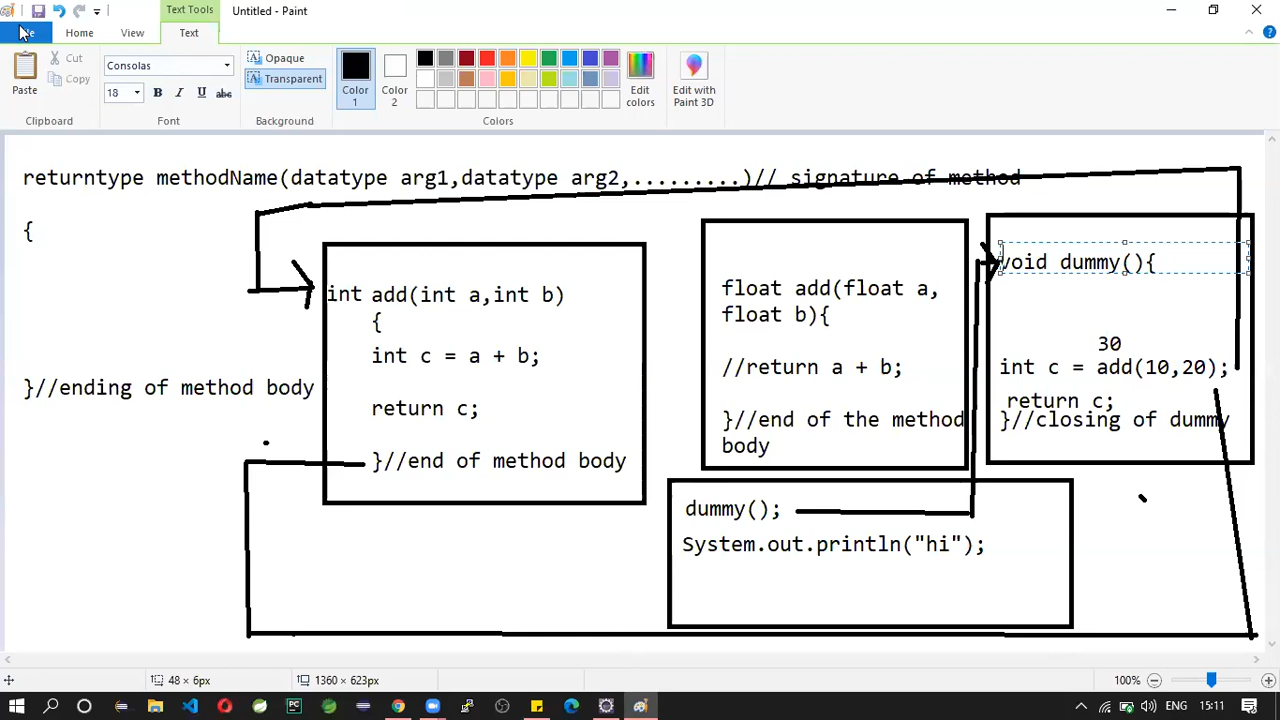 Text Tools
Untitled - Paint
Home
View
Text
Paste
Cut
Copy
Clipboard
Consolas
18
B
I
U
abc
Font
Opaque
Transparent
Background
Color
1
Color
2
Edit
colors
Colors
Edit with
Paint 3D
returntype methodName(datatype arg1,datatype arg2,.........)// signature of method
{
}//ending of method body
int add(int a,int b)
{
int c = a + b;
return c;
}//end of method body
float add(float a,
float b){
//return a + b;
}//end of the method
body
void dummy(){
30
int c = add(10,20);
return c;
}//closing of dummy
dummy();
System.out.println("hi");
48 × 6px
1360 × 623px
100%
ENG
15:11